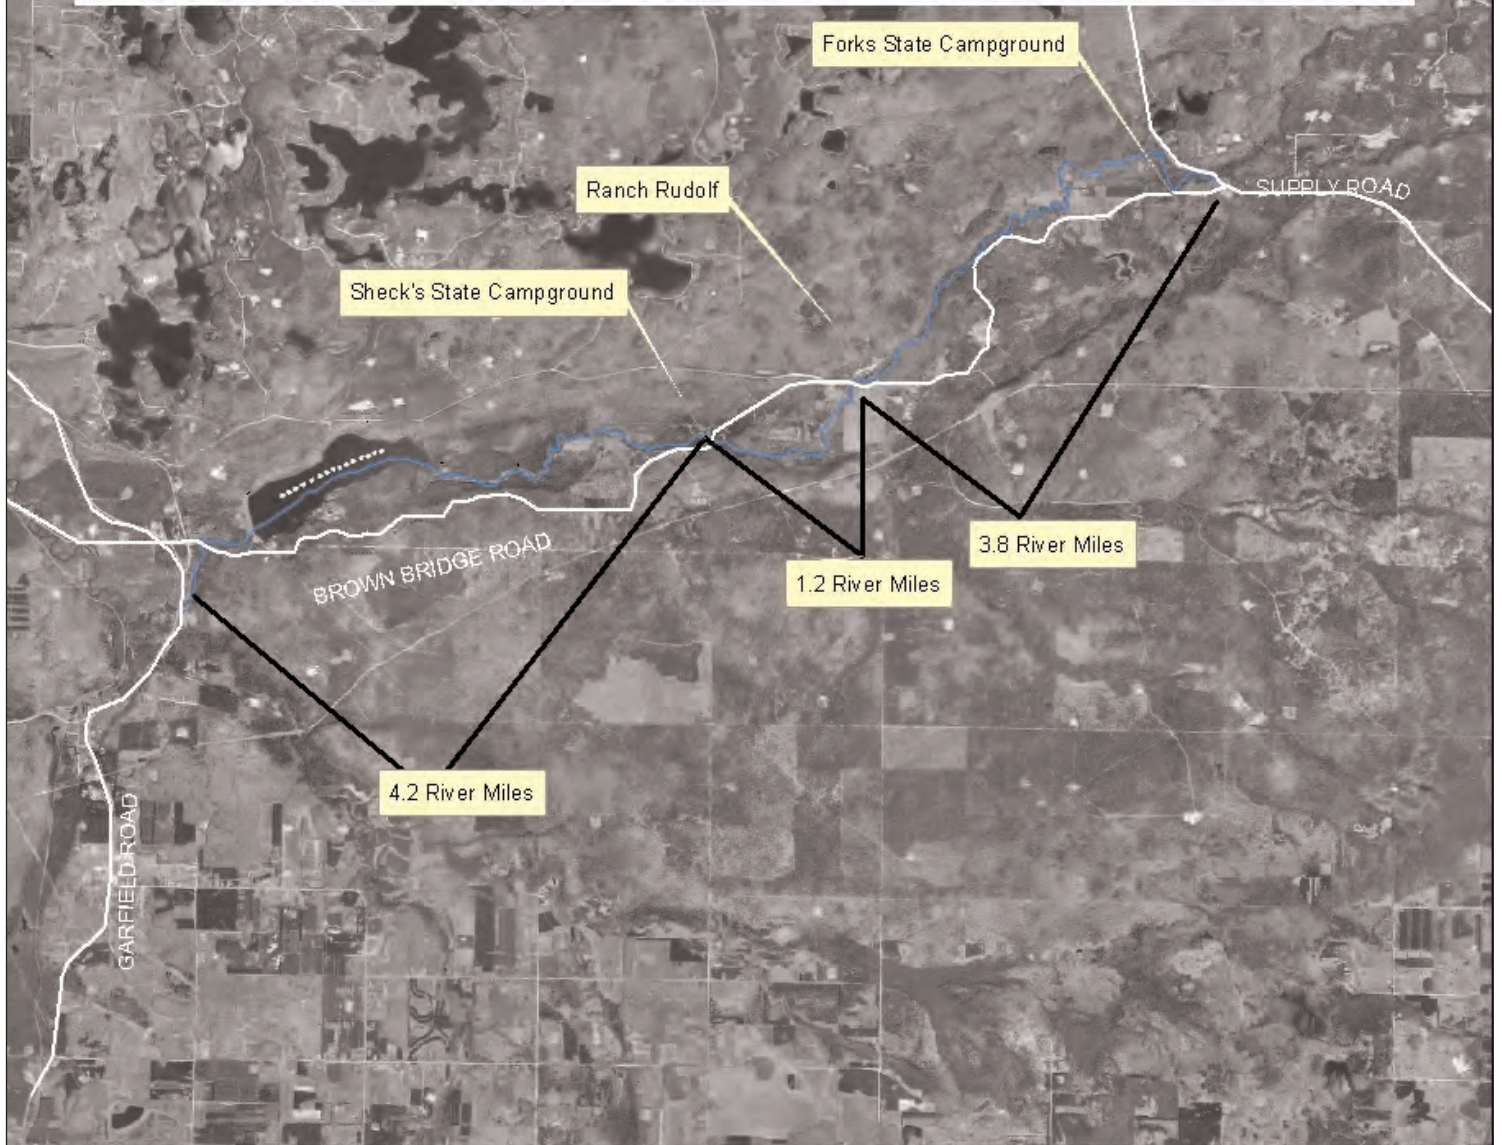 Forks State Campground
SUPPLY ROAD
Ranch Rudolf
Sheck's State Campground
3.8 River Miles
BROWN BRIDGE ROAD
1.2 River Miles
4.2 River Miles
GARFIELD ROAD